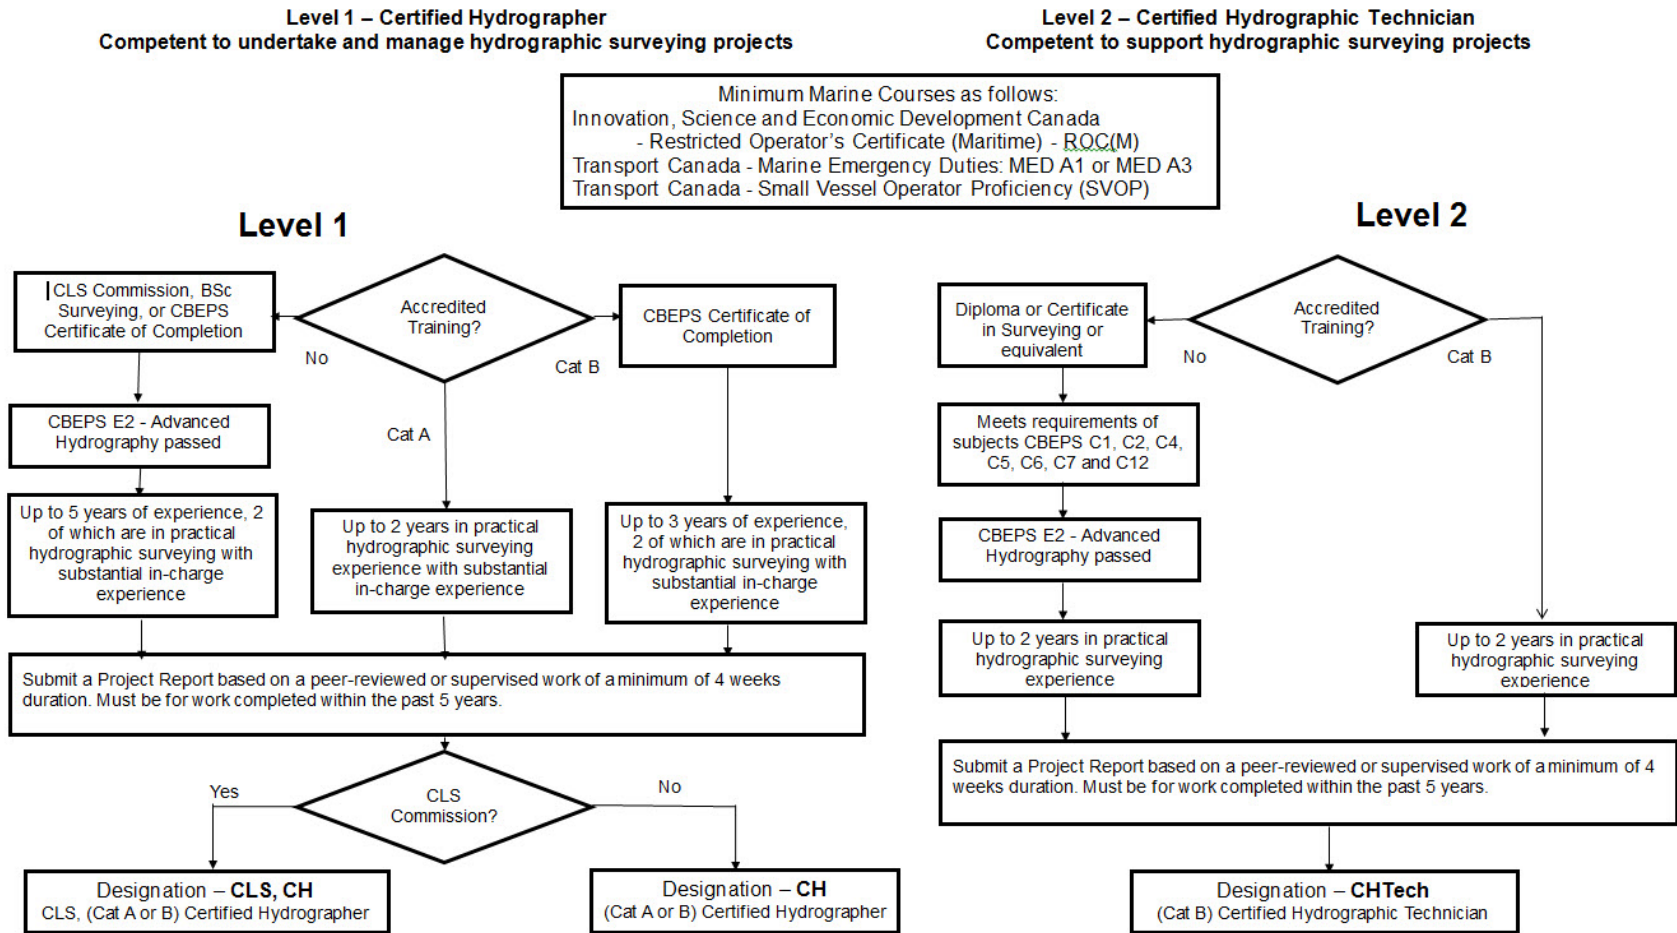 Level 1 – Certified Hydrographer
Competent to undertake and manage hydrographic surveying projects
Level 2 – Certified Hydrographic Technician
Competent to support hydrographic surveying projects
Minimum Marine Courses as follows:
Innovation, Science and Economic Development Canada
- Restricted Operator's Certificate (Maritime) - ROC(M)
Transport Canada - Marine Emergency Duties: MED A1 or MED A3
Transport Canada - Small Vessel Operator Proficiency (SVOP)
Level 1
CLS Commission, BSc
Surveying, or CBEPS
Certificate of Completion
Accredited
Training?
CBEPS Certificate of
Completion
No
Cat B
Cat A
CBEPS E2 - Advanced
Hydrography passed
Up to 5 years of experience, 2
of which are in practical
hydrographic surveying with
substantial in-charge
experience
Up to 2 years in practical
hydrographic surveying
experience with substantial
in-charge experience
Up to 3 years of experience,
2 of which are in practical
hydrographic surveying with
substantial in-charge
experience
Submit a Project Report based on a peer-reviewed or supervised work of a minimum of 4 weeks
duration. Must be for work completed within the past 5 years.
CLS
Commission?
Yes
No
Designation – CLS, CH
CLS, (Cat A or B) Certified Hydrographer
Designation – CH
(Cat A or B) Certified Hydrographer
Level 2
Diploma or Certificate
in Surveying or
equivalent
Accredited
Training?
No
Cat B
Meets requirements of
subjects CBEPS C1, C2, C4,
C5, C6, C7 and C12
CBEPS E2 - Advanced
Hydrography passed
Up to 2 years in practical
hydrographic surveying
experience
Up to 2 years in practical
hydrographic surveying
experience
Submit a Project Report based on a peer-reviewed or supervised work of a minimum of 4
weeks duration. Must be for work completed within the past 5 years.
Designation – CHTech
(Cat B) Certified Hydrographic Technician